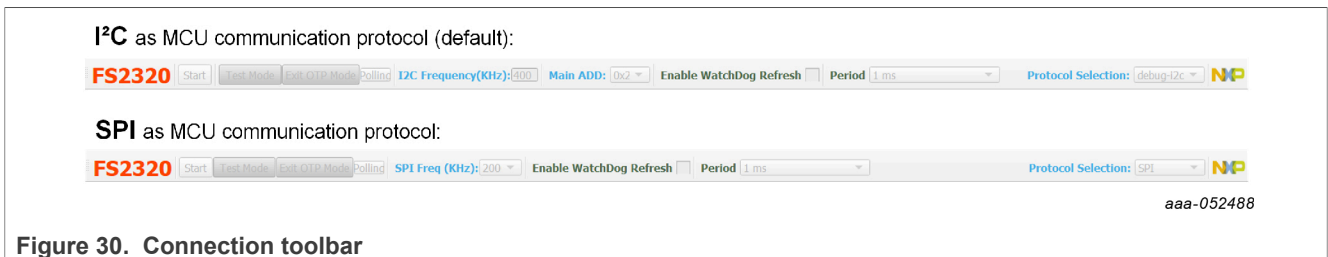 I²C as MCU communication protocol (default):
FS2320 Start Test Mode Exit OTP Mode Polling I2C Frequency(KHz): 400 Main ADD: 0x2 Enable WatchDog Refresh Period 1 ms Protocol Selection: debug-i2c NXP
SPI as MCU communication protocol:
FS2320 Start Test Mode Exit OTP Mode Polling SPI Freq (KHz): 200 Enable WatchDog Refresh Period 1 ms Protocol Selection: SPI NXP
aaa-052488
Figure 30. Connection toolbar